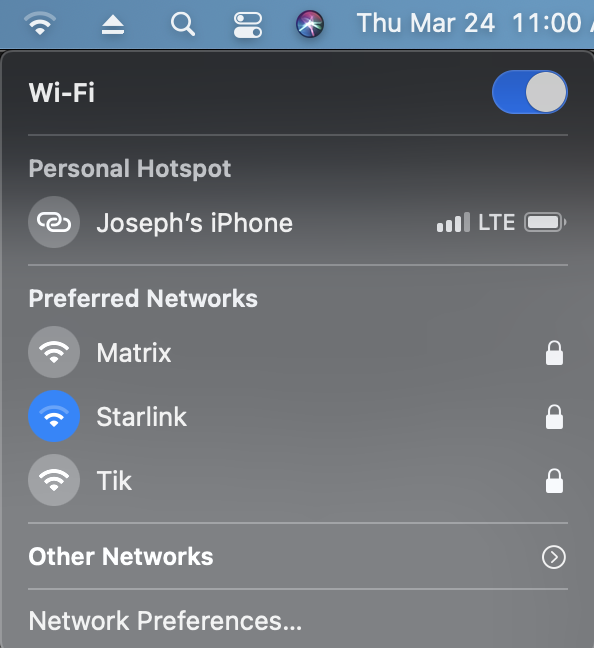 Thu Mar 24 11:00
Wi-Fi
Personal Hotspot
Joseph's iPhone LTE
Preferred Networks
Matrix
Starlink
Tik
Other Networks
Network Preferences...